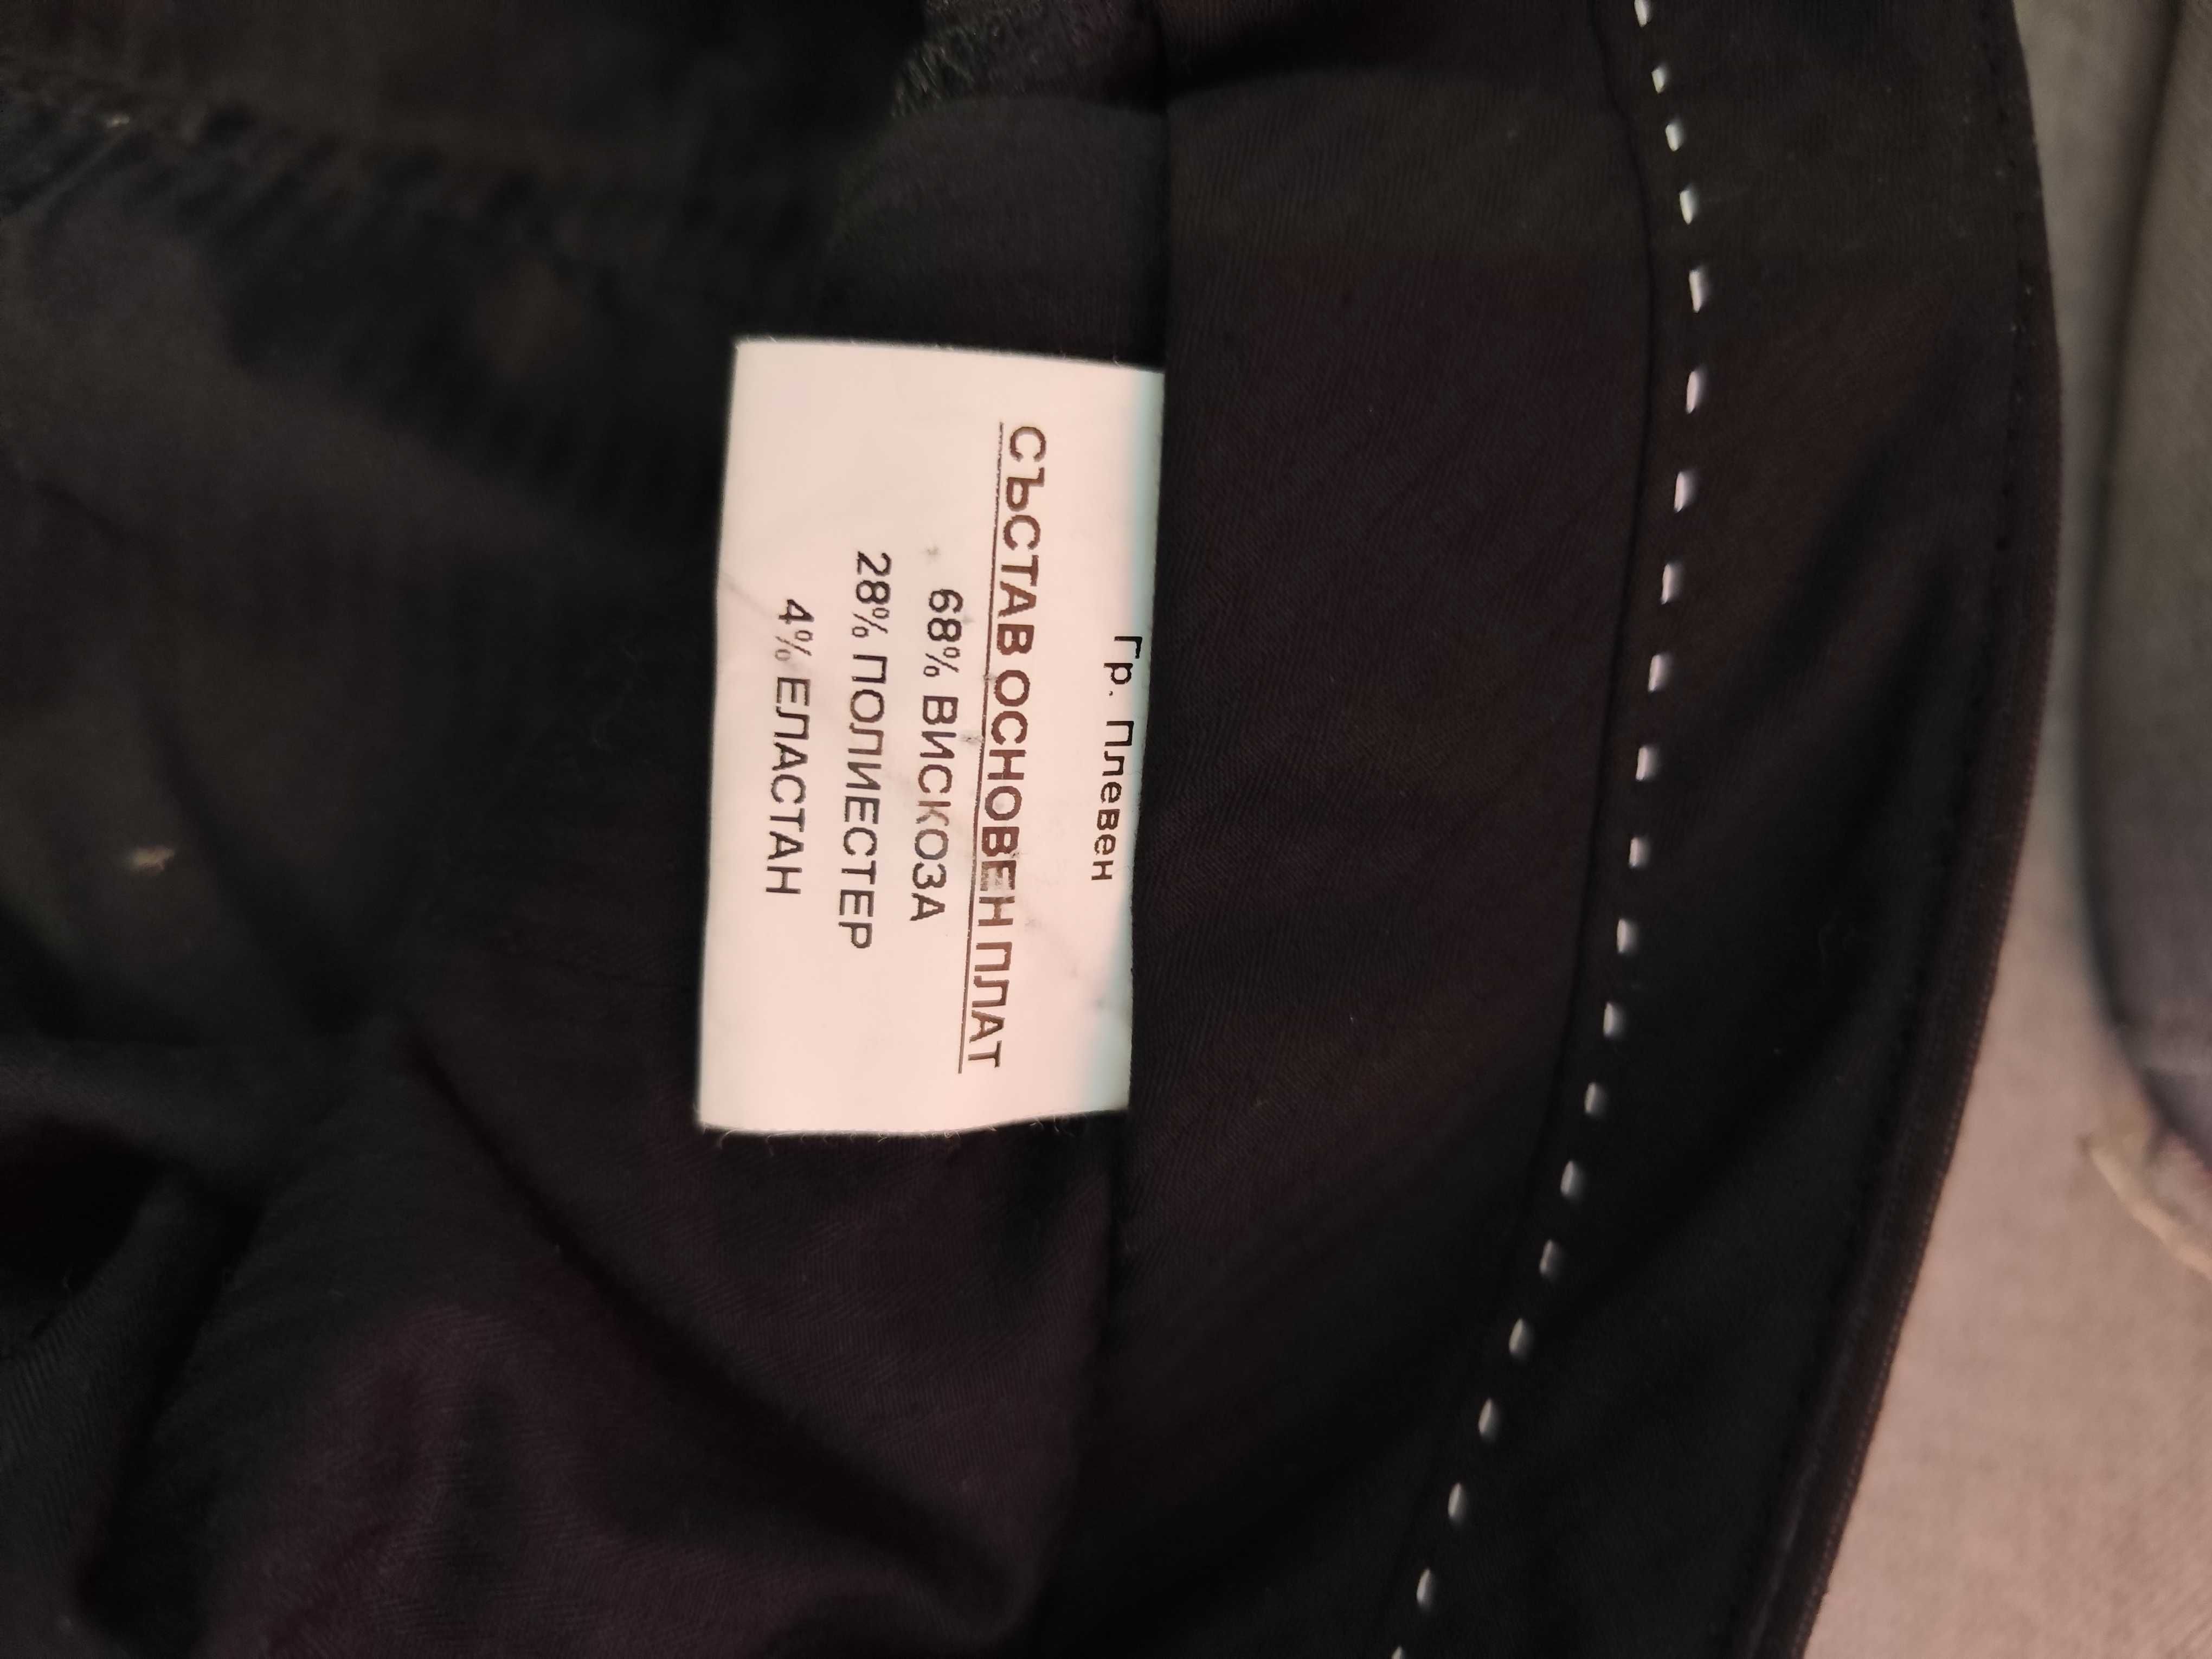 Гр. Плевен
СЪСТАВ ОСНОВЕН ПЛАТ
68% ВИСКОЗА
28% ПОЛИЕСТЕР
4% ЕЛАСТАН